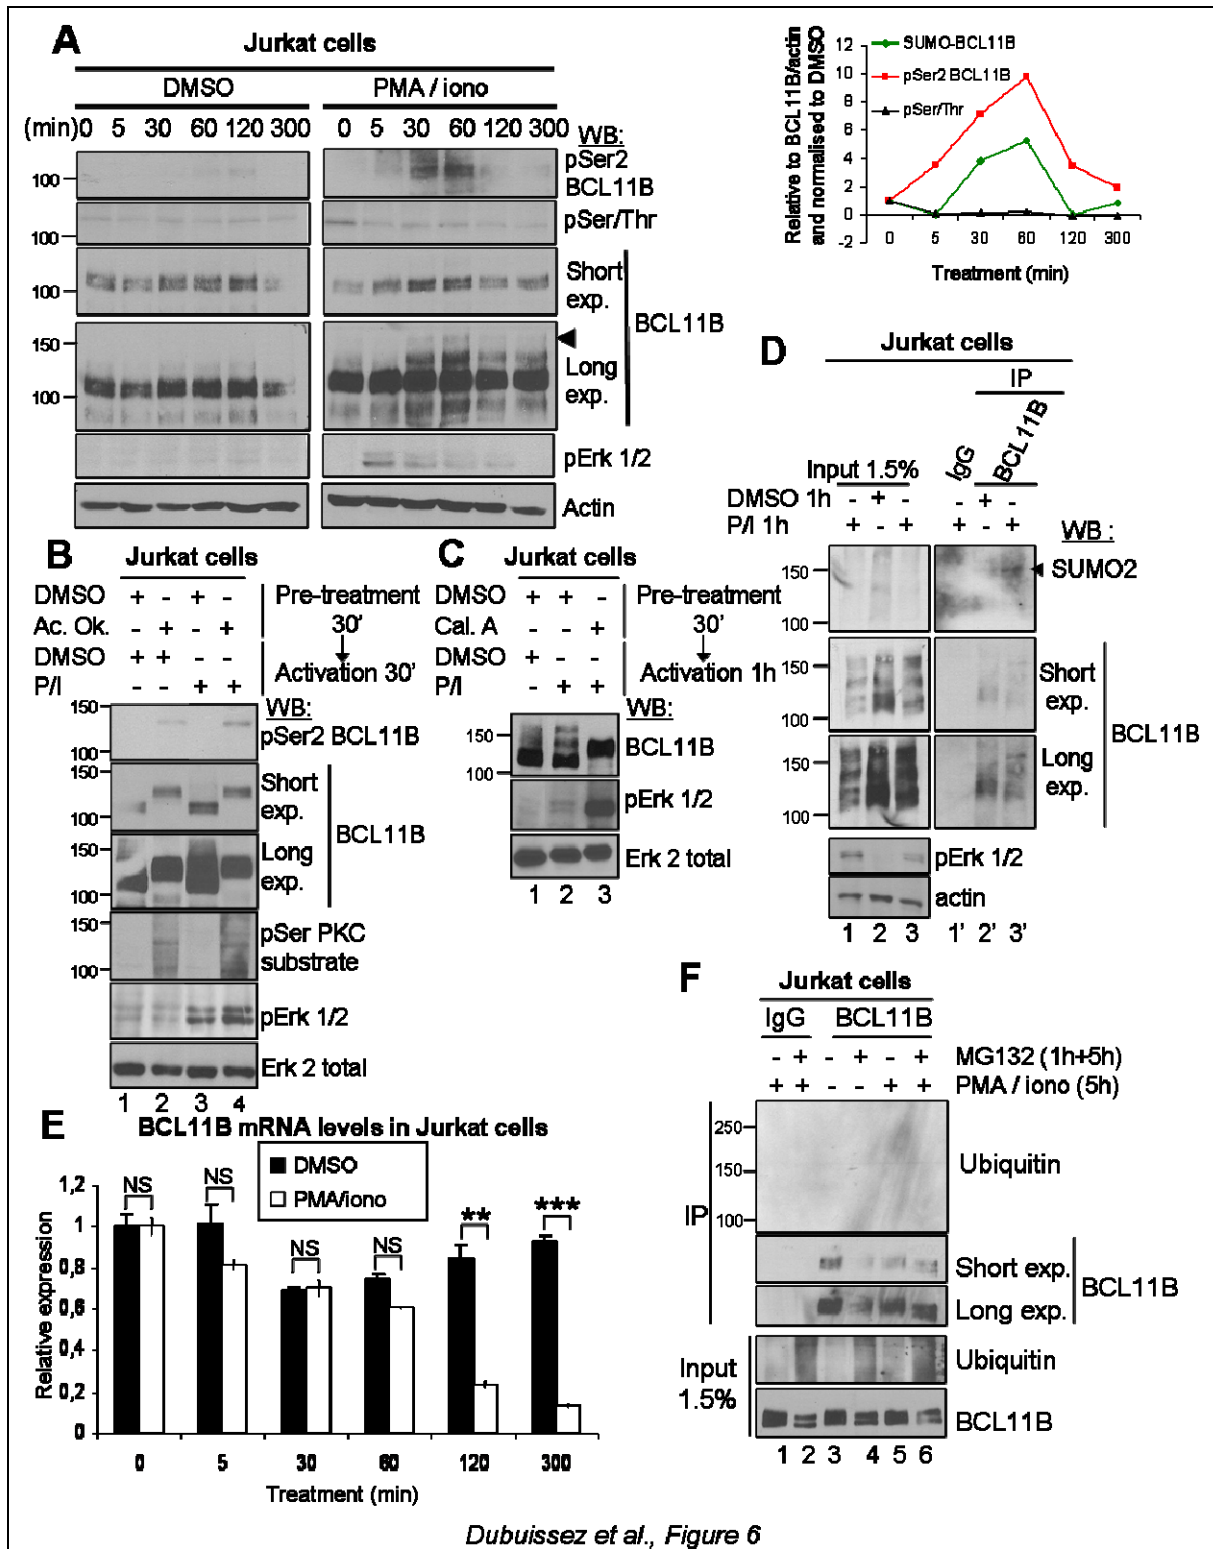 A
Jurkat cells
DMSO
PMA / iono
(min) 0 5 30 60 120 300
0 5 30 60 120 300
WB:
100
pSer2
BCL11B
100
pSer/Thr
100
Short
exp.
150
100
Long
exp.
BCL11B
pErk 1/2
Actin
Relative to BCL11B/actin
and normalised to DMSO
12
10
8
6
4
2
0
-2
SUMO-BCL11B
pSer2 BCL11B
pSer/Thr
0 5 30 60 120 300
Treatment (min)
B
Jurkat cells
DMSO + - + -
Ac. Ok. - + - +
DMSO + + - -
P/I - - + +
Pre-treatment
30'
Activation 30'
WB:
150
100
pSer2 BCL11B
100
Short
exp.
150
100
Long
exp.
BCL11B
150
100
pSer PKC
substrate
pErk 1/2
Erk 2 total
1 2 3 4
C
Jurkat cells
DMSO + + -
Cal. A - - +
DMSO + - -
P/I - + +
Pre-treatment
30'
Activation 1h
WB:
150
100
BCL11B
pErk 1/2
Erk 2 total
1 2 3
D
Jurkat cells
IP
Input 1.5%
IgG
BCL11B
DMSO 1h - + - - + -
P/I 1h + - + + - +
WB :
150
100
SUMO2
150
100
Short
exp.
150
100
Long
exp.
BCL11B
pErk 1/2
actin
1 2 3 1' 2' 3'
E
BCL11B mRNA levels in Jurkat cells
DMSO
PMA/iono
Relative expression
1,2
1
0,8
0,6
0,4
0,2
0
NS
NS
NS
NS
**
***
0 5 30 60 120 300
Treatment (min)
F
Jurkat cells
IgG
BCL11B
- + - + - + MG132 (1h+5h)
+ + - - + + PMA / iono (5h)
IP
250
150
100
Ubiquitin
Short exp.
Long exp.
BCL11B
Input
1.5%
Ubiquitin
BCL11B
1 2 3 4 5 6
Dubuissez et al., Figure 6